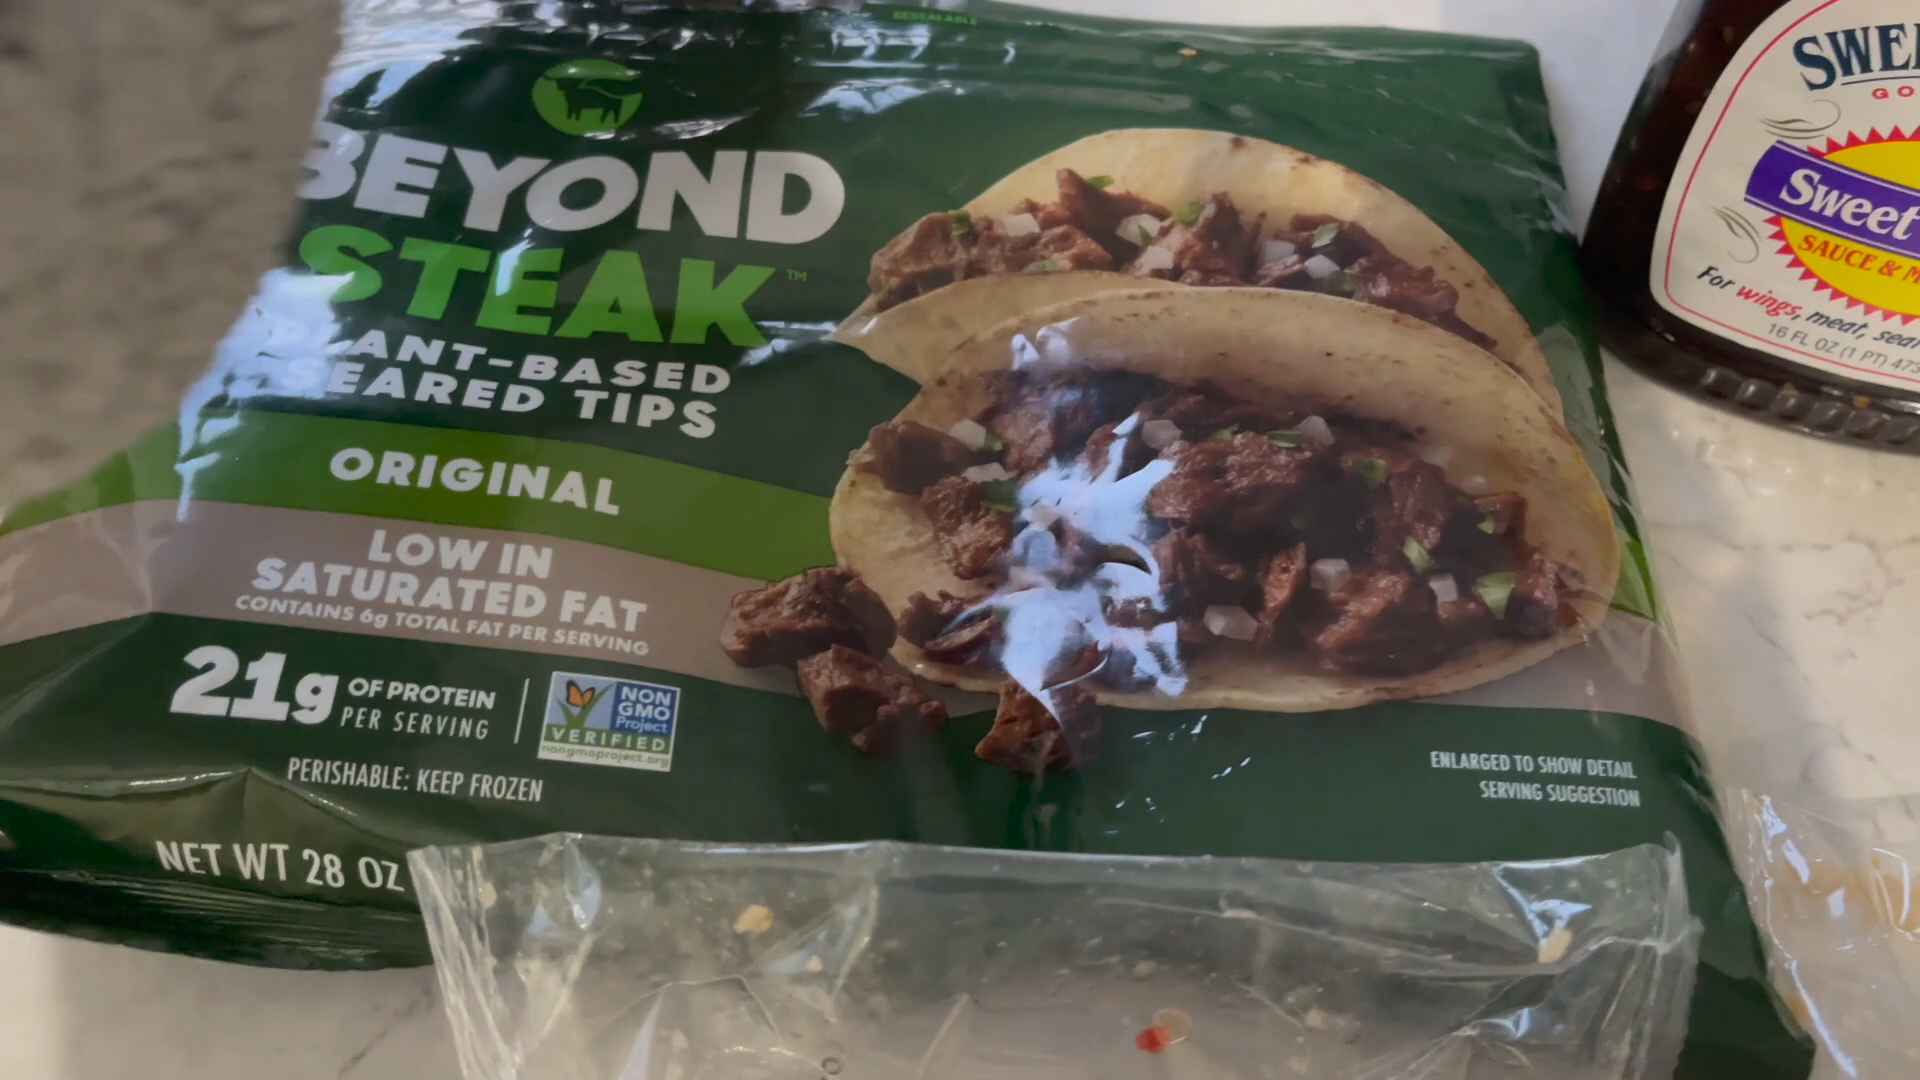 RESEALABLE
BEYOND
STEAK™
PLANT-BASED
SEARED TIPS
ORIGINAL
LOW IN
SATURATED FAT
CONTAINS 6g TOTAL FAT PER SERVING
21g OF PROTEIN
PER SERVING
NON
GMO
Project
VERIFIED
nongmoproject.org
PERISHABLE: KEEP FROZEN
NET WT 28 OZ
ENLARGED TO SHOW DETAIL
SERVING SUGGESTION
Sweet
SAUCE &
For wings, meat,
16 FL OZ (1 PT) 473